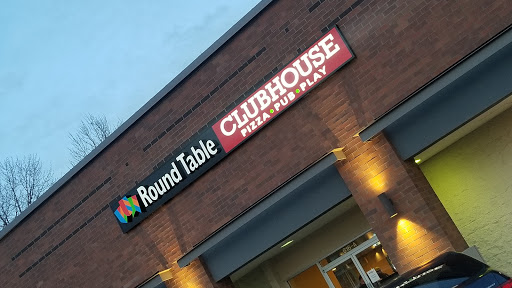 Round Table
CLUBHOUSE
PIZZA • PUB • PLAY